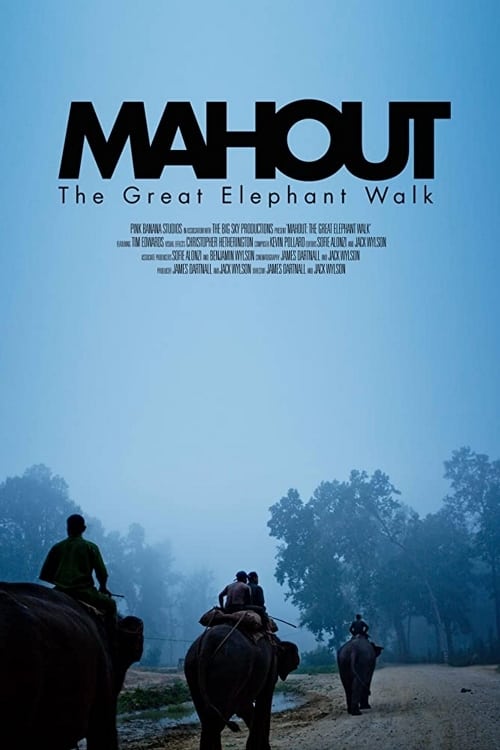 MAHOUT
The Great Elephant Walk
PINK BANANA STUDIOS IN ASSOCIATION WITH THE BIG SKY PRODUCTIONS PRESENT 'MAHOUT: THE GREAT ELEPHANT WALK'
FEATURING TIM EDWARDS VISUAL EFFECTS CHRISTOPHER HETHERINGTON COMPOSER KEVIN POLLARD EDITORS SOFIE ALONZI AND JACK WYLSON
ASSOCIATE PRODUCERS SOFIE ALONZI AND BENJAMIN WYLSON CINEMATOGRAPHY JAMES DARTNALL AND JACK WYLSON
PRODUCER JAMES DARTNALL AND JACK WYLSON DIRECTOR JAMES DARTNALL AND JACK WYLSON